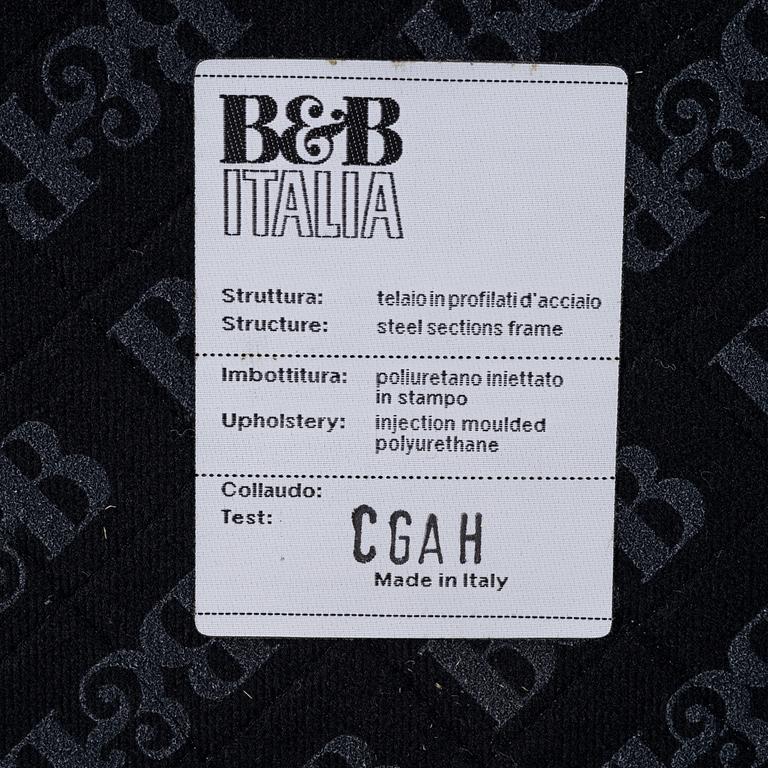 B&B
ITALIA
Struttura: telaio in profilati d'acciaio
Structure: steel sections frame
Imbottitura: poliuretano iniettato
in stampo
Upholstery: injection moulded
polyurethane
Collaudo:
Test: CGAH
Made in Italy